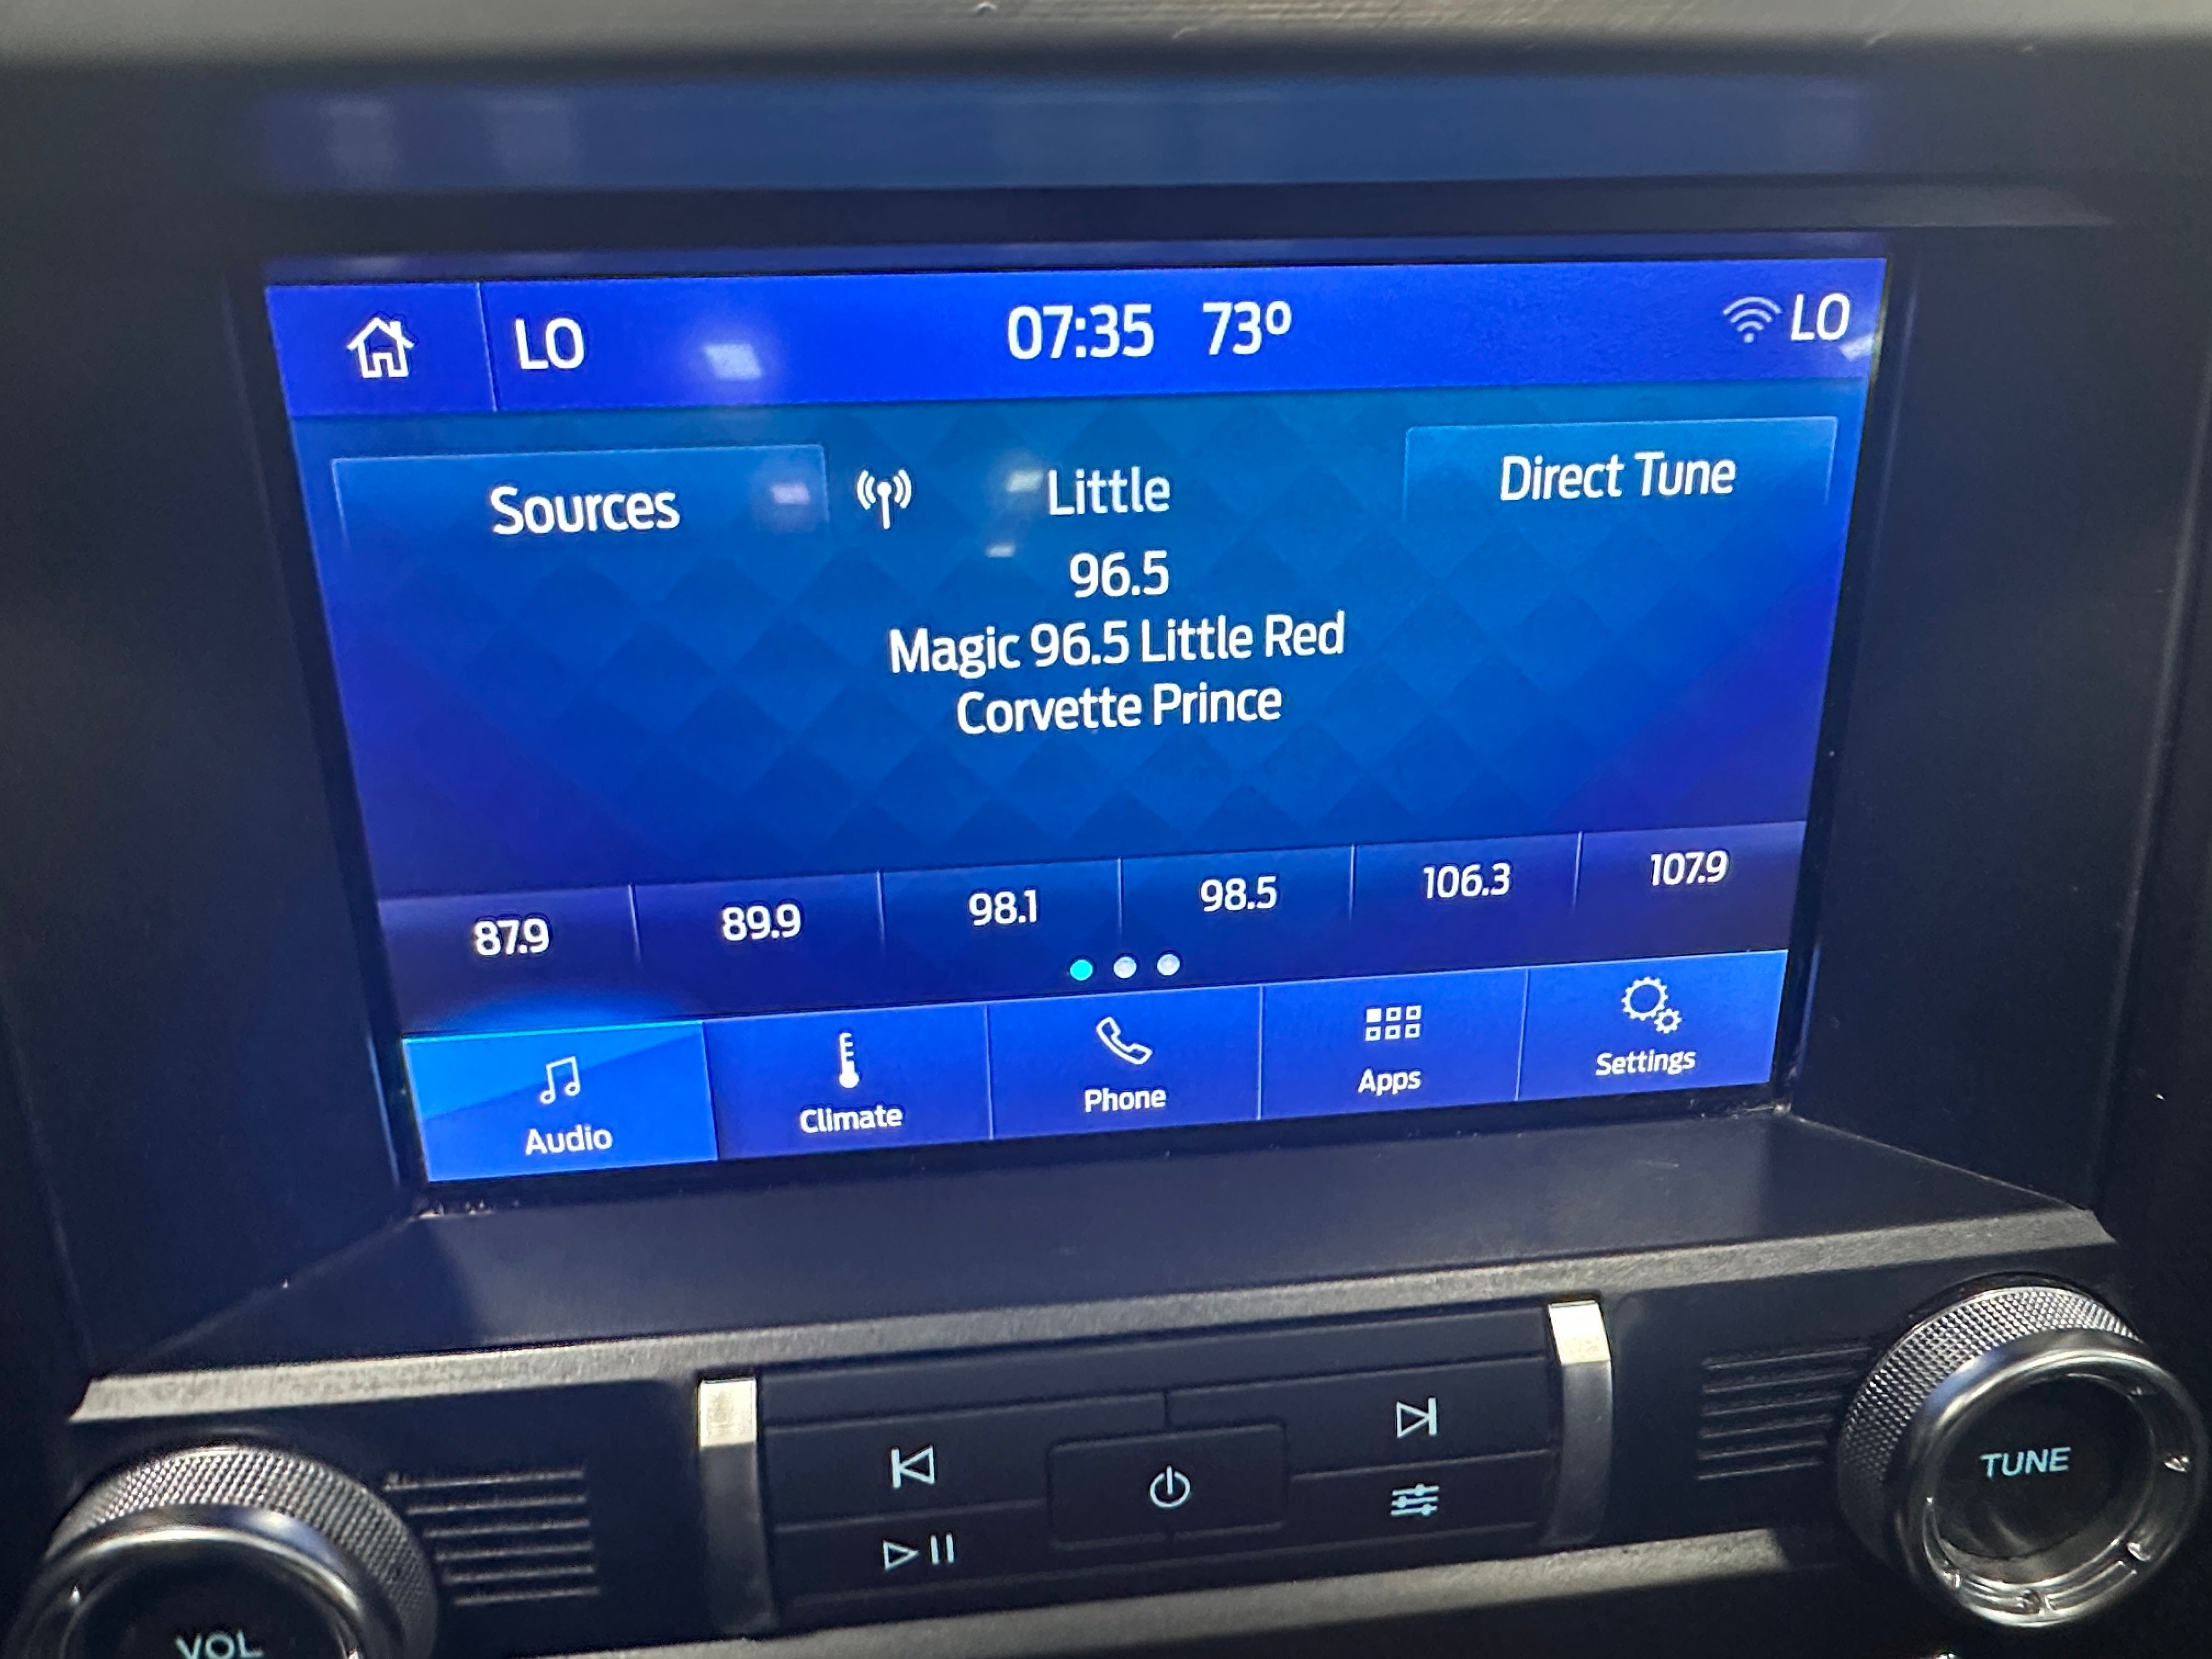 LO 07:35 73º LO
Sources Little Direct Tune
96.5
Magic 96.5 Little Red
Corvette Prince
87.9 89.9 98.1 98.5 106.3 107.9
Audio Climate Phone Apps Settings
TUNE
VOL